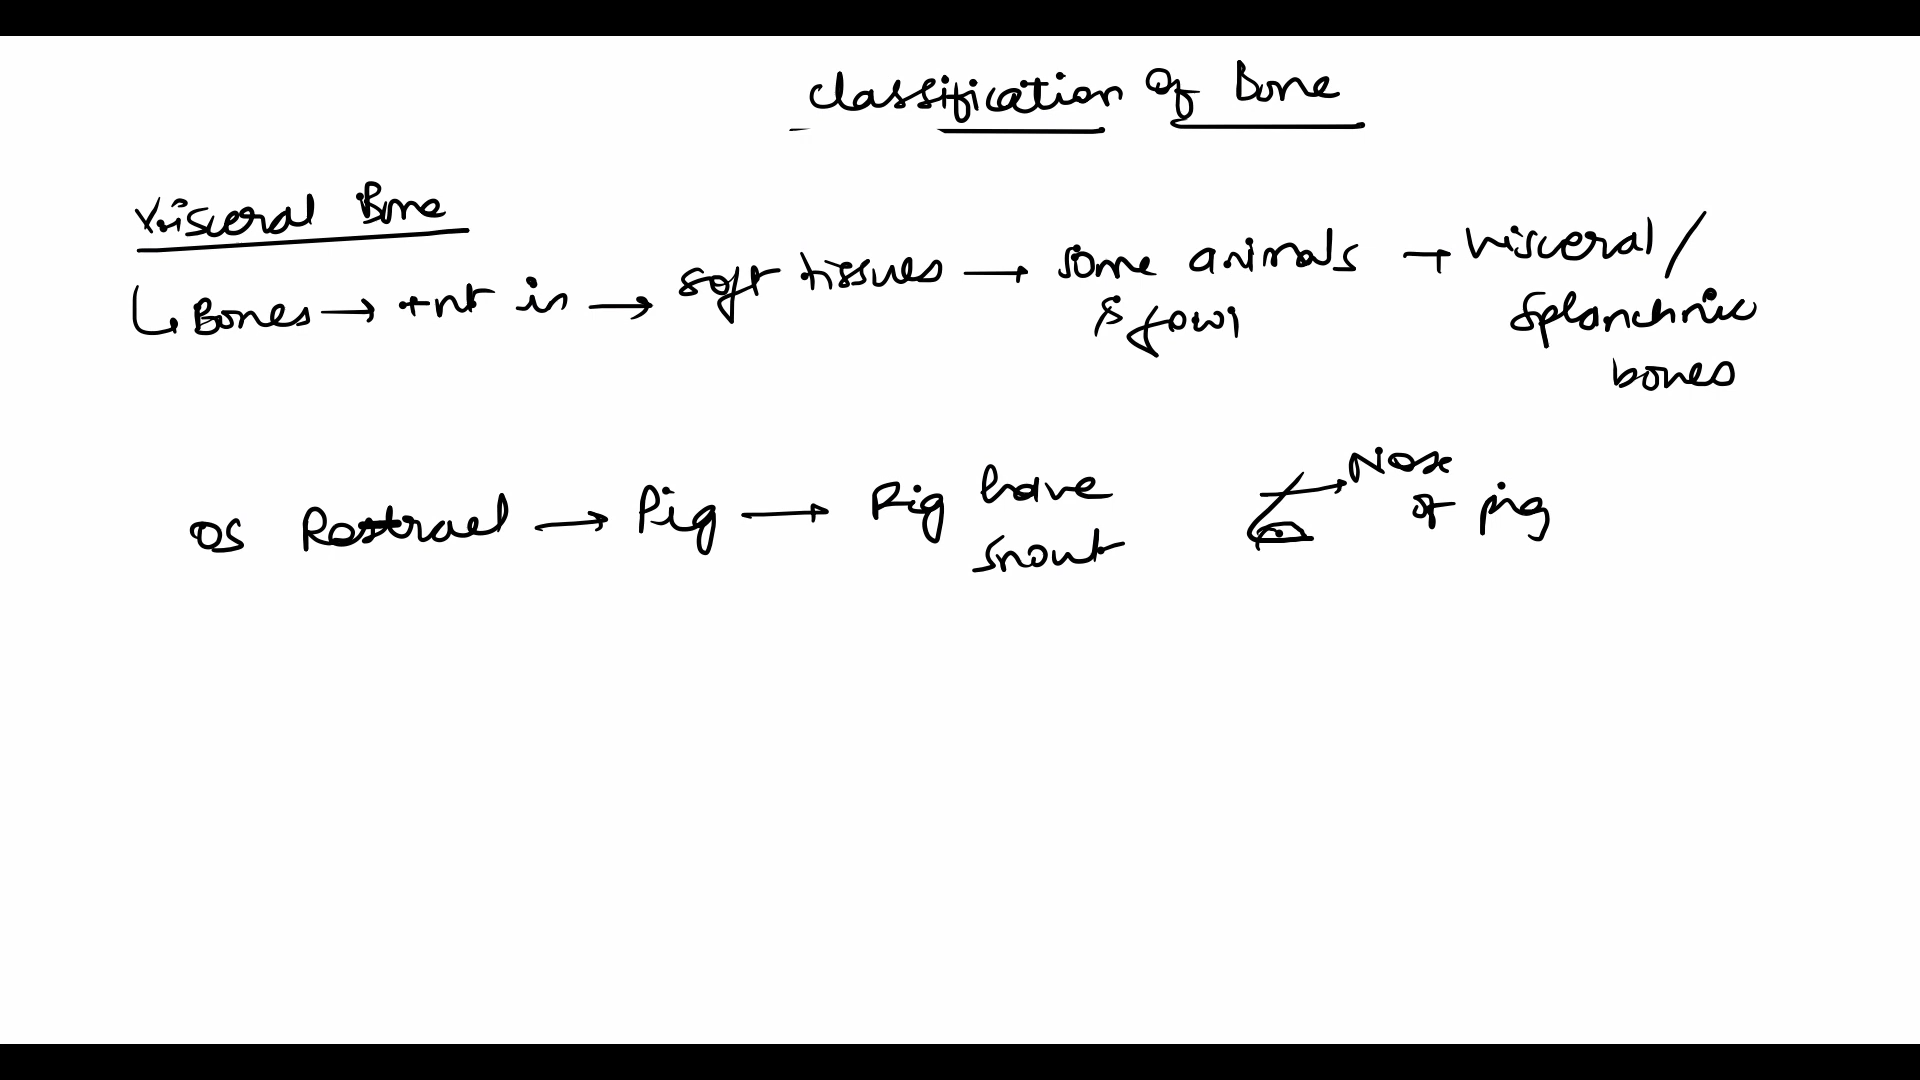 Classification Of Bone
Visceral Bone
↳ Bones → +nt in → soft tissues → some animals → visceral/
& fowl splanchnic
bones
OS Rostrael → Pig → Pig have → Nose
snout of pig